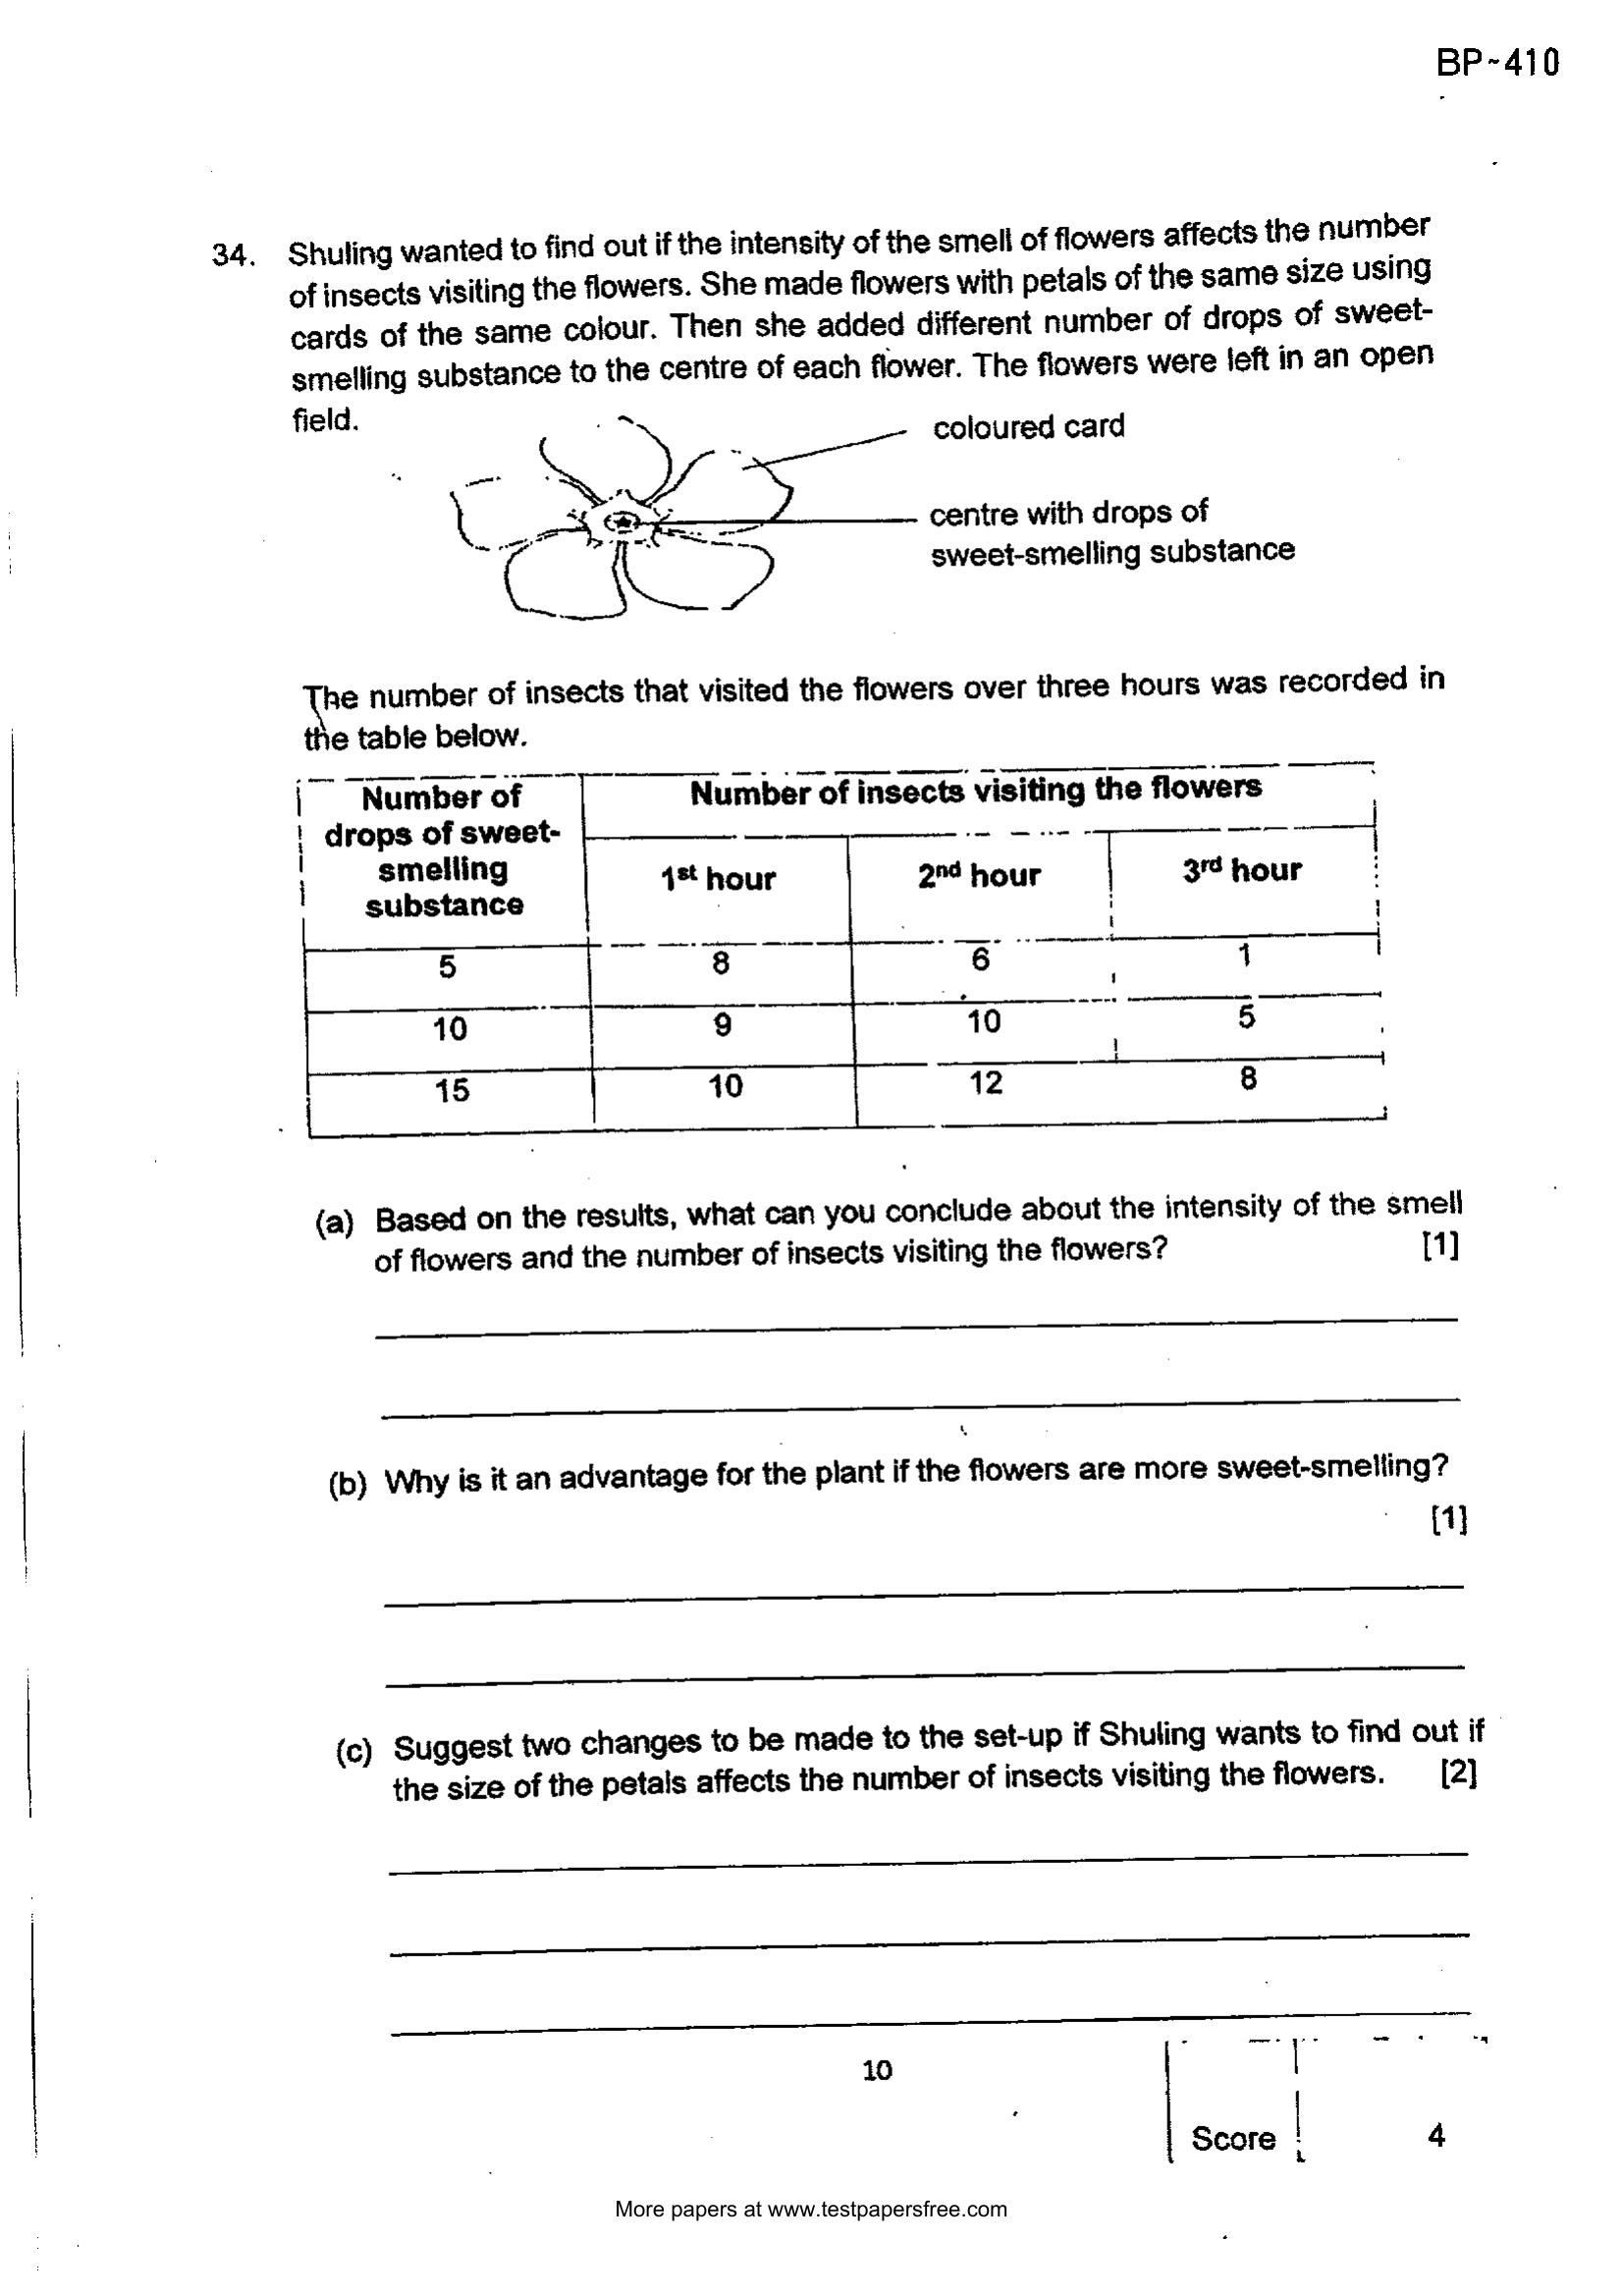 BP~410
34. Shuling wanted to find out if the intensity of the smell of flowers affects the number
of insects visiting the flowers. She made flowers with petals of the same size using
cards of the same colour. Then she added different number of drops of sweet-
smelling substance to the centre of each flower. The flowers were left in an open
field.
coloured card
centre with drops of
sweet-smelling substance
The number of insects that visited the flowers over three hours was recorded in
the table below.
Number of
drops of sweet-
smelling
substance
Number of insects visiting the flowers
1st hour 2nd hour 3rd hour
5 8 6 1
10 9 10 5
15 10 12 8
(a) Based on the results, what can you conclude about the intensity of the smell
of flowers and the number of insects visiting the flowers? [1]
(b) Why is it an advantage for the plant if the flowers are more sweet-smelling?
[1]
(c) Suggest two changes to be made to the set-up if Shuling wants to find out if
the size of the petals affects the number of insects visiting the flowers. [2]
10
Score 4
More papers at www.testpapersfree.com